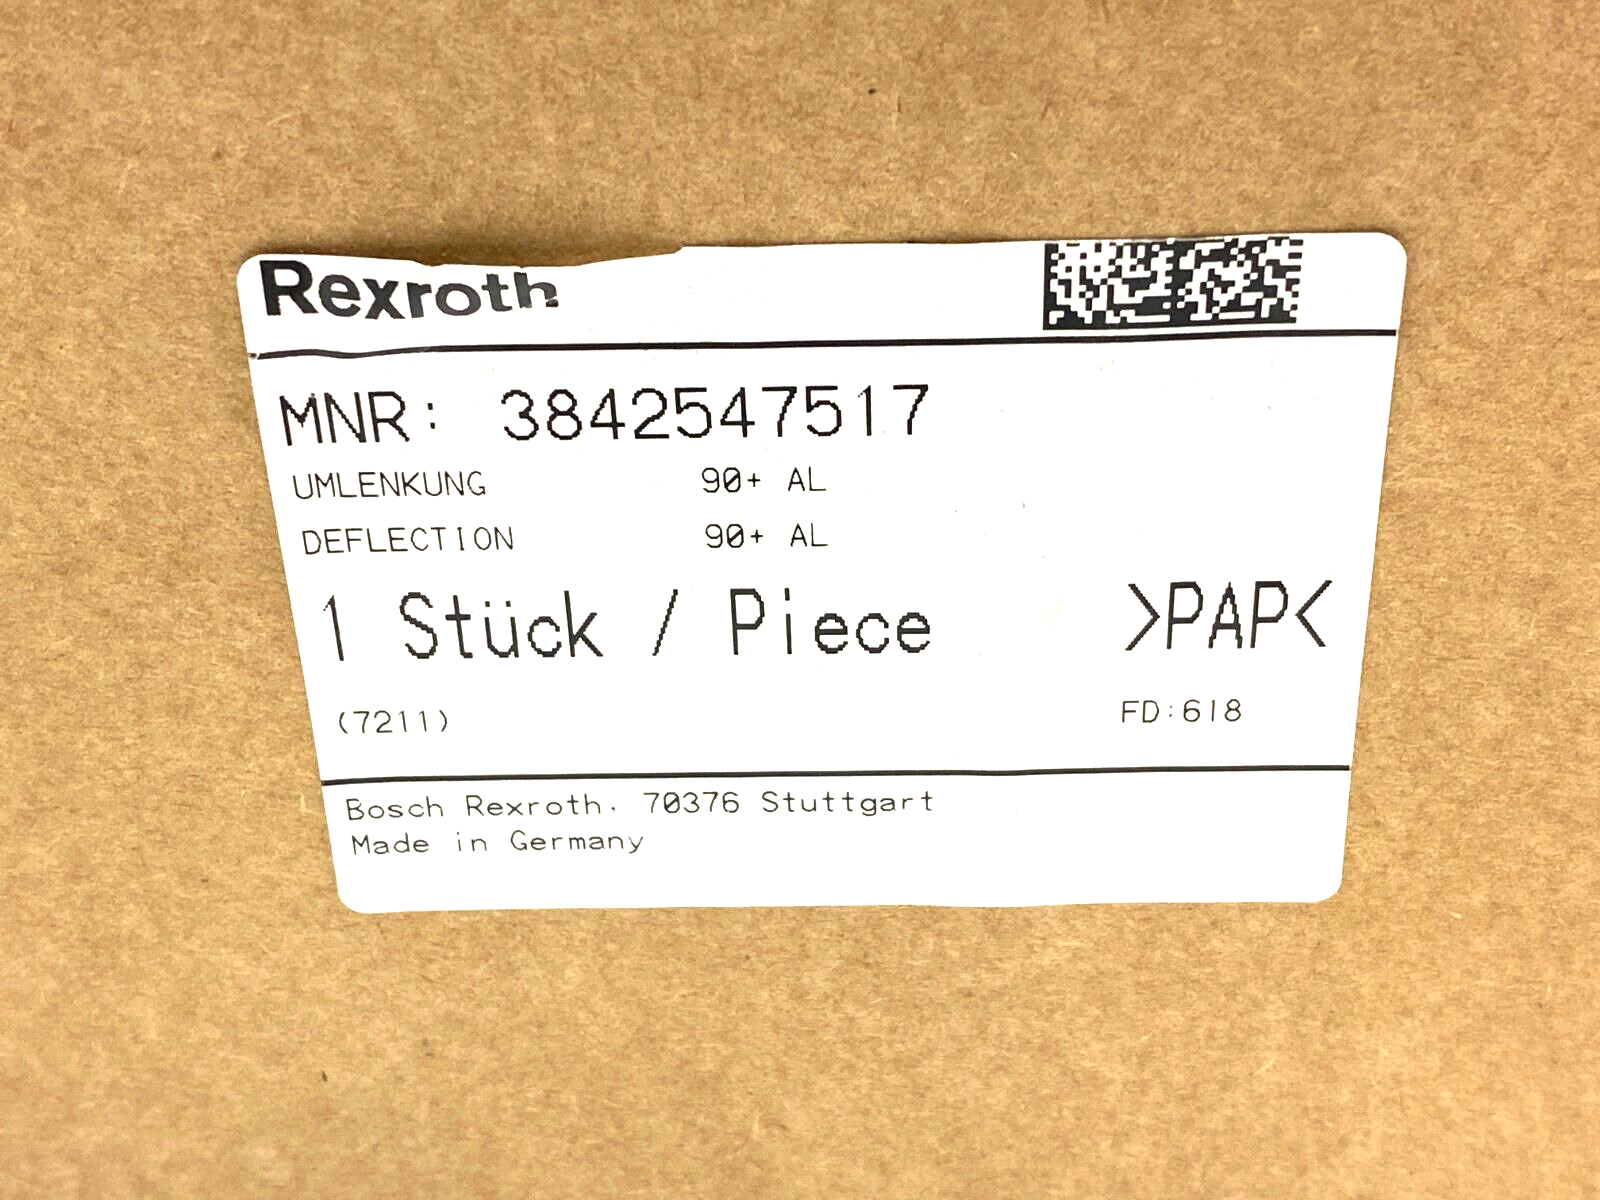 Rexroth
MNR: 3842547517
UMLENKUNG 90+ AL
DEFLECTION 90+ AL
1 Stück / Piece >PAP<
(7211) FD:618
Bosch Rexroth, 70376 Stuttgart
Made in Germany